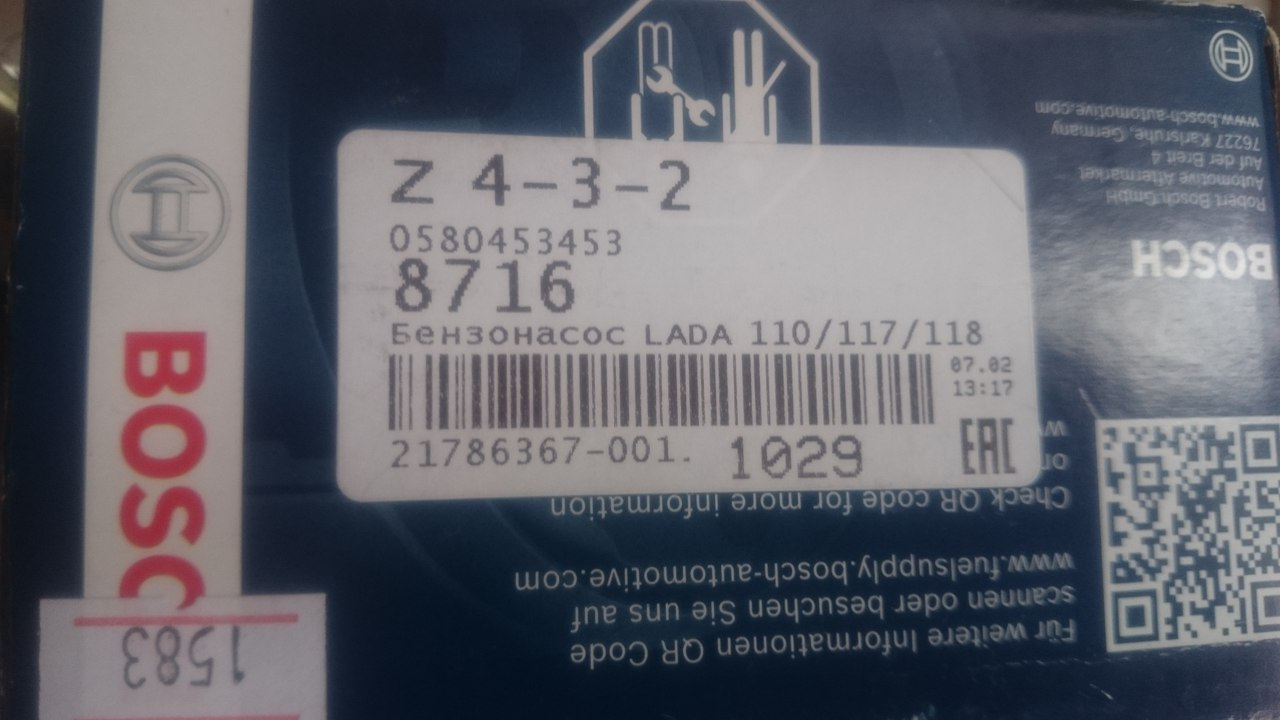 Z 4-3-2
0580453453
8716
Бензонасос LADA 110/117/118
07.02
13:17
21786367-001. 1029
EAC
BOSC
1583
BOSCH
Robert Bosch GmbH
Automotive Aftermarket
Auf der Breit 4
76227 Karlsruhe, Germany
www.bosch-automotive.com
Für weitere Informationen QR Code
scannen oder besuchen Sie uns auf
www.fuelsupply.bosch-automotive.com
Check QR code for more information